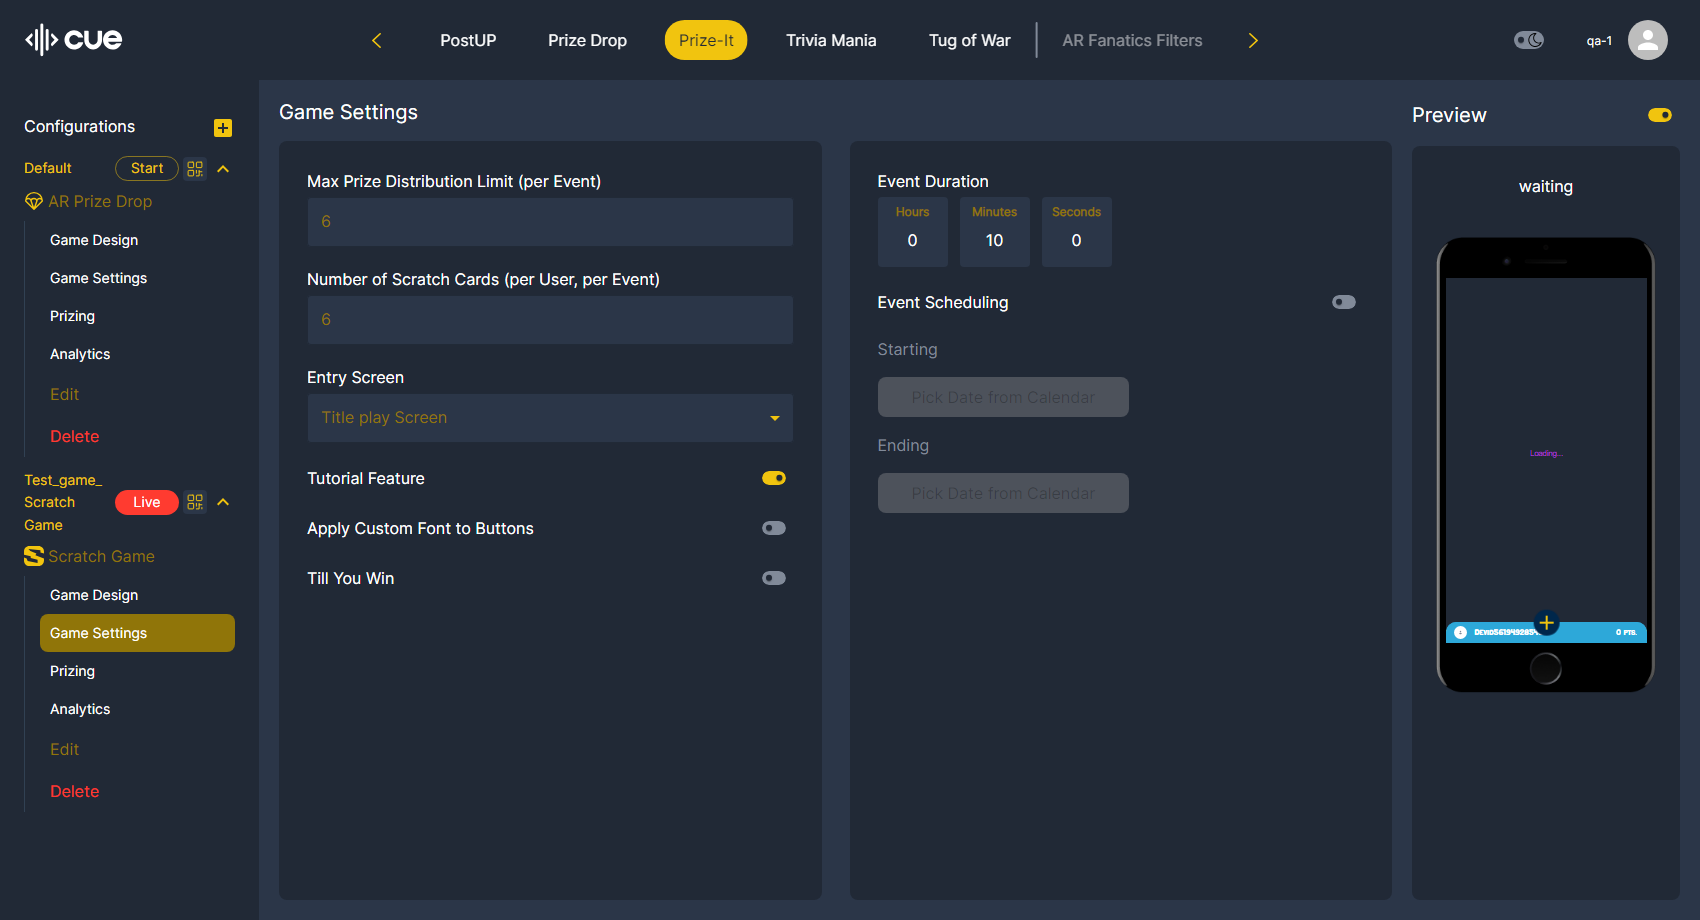 cue
PostUP
Prize Drop
Prize-It
Trivia Mania
Tug of War
AR Fanatics Filters
qa-1
Configurations
Default
Start
AR Prize Drop
Game Design
Game Settings
Prizing
Analytics
Edit
Delete
Test_game_
Scratch
Game
Live
Scratch Game
Game Design
Game Settings
Prizing
Analytics
Edit
Delete
Game Settings
Max Prize Distribution Limit (per Event)
6
Number of Scratch Cards (per User, per Event)
6
Entry Screen
Title play Screen
Tutorial Feature
Apply Custom Font to Buttons
Till You Win
Event Duration
Hours
0
Minutes
10
Seconds
0
Event Scheduling
Starting
Pick Date from Calendar
Ending
Pick Date from Calendar
Preview
waiting
Loading...
0 PTS.